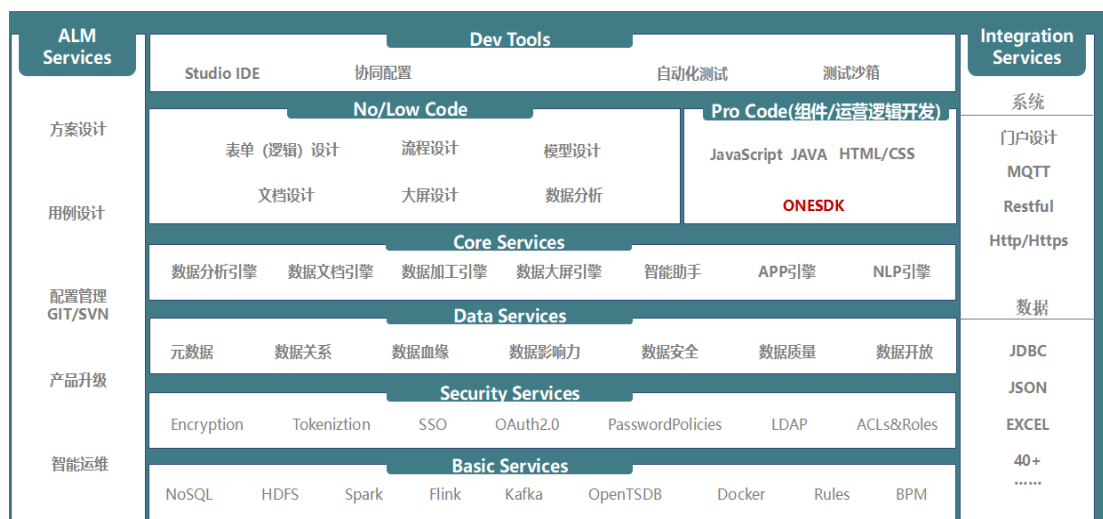 ALM
Services
方案设计
用例设计
配置管理
GIT/SVN
产品升级
智能运维
Dev Tools
Studio IDE 协同配置 自动化测试 测试沙箱
No/Low Code
表单（逻辑）设计 流程设计 模型设计
文档设计 大屏设计 数据分析
Pro Code(组件/运营逻辑开发)
JavaScript JAVA HTML/CSS
ONESDK
Core Services
数据分析引擎 数据文档引擎 数据加工引擎 数据大屏引擎 智能助手 APP引擎 NLP引擎
Data Services
元数据 数据关系 数据血缘 数据影响力 数据安全 数据质量 数据开放
Security Services
Encryption Tokeniztion SSO OAuth2.0 PasswordPolicies LDAP ACLs&Roles
Basic Services
NoSQL HDFS Spark Flink Kafka OpenTSDB Docker Rules BPM
Integration
Services
系统
门户设计
MQTT
Restful
Http/Https
数据
JDBC
JSON
EXCEL
40+
……